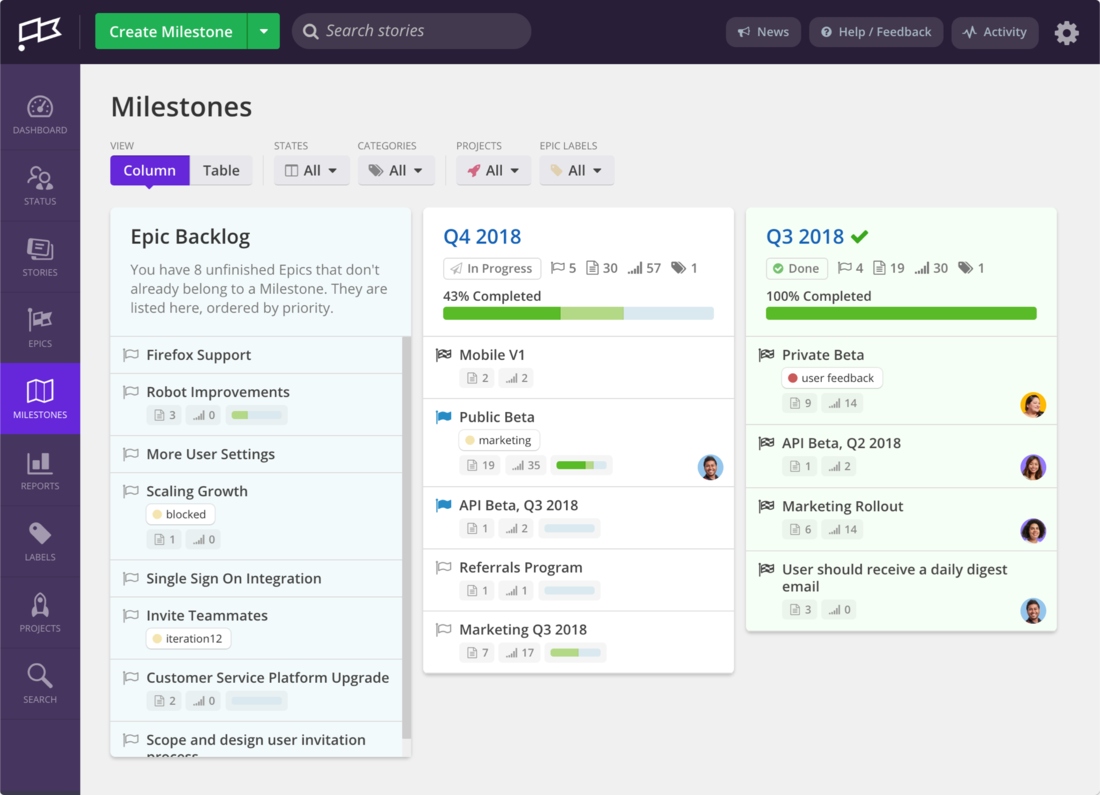 Create Milestone
Search stories
News
Help / Feedback
Activity
DASHBOARD
STATUS
STORIES
EPICS
MILESTONES
REPORTS
LABELS
PROJECTS
SEARCH
Milestones
VIEW
STATES
CATEGORIES
PROJECTS
EPIC LABELS
Column
Table
All
All
All
All
Epic Backlog
You have 8 unfinished Epics that don't
already belong to a Milestone. They are
listed here, ordered by priority.
Firefox Support
Robot Improvements
3 0
More User Settings
Scaling Growth
blocked
1 0
Single Sign On Integration
Invite Teammates
iteration12
Customer Service Platform Upgrade
2 0
Scope and design user invitation
process
Q4 2018
In Progress 5 30 57 1
43% Completed
Mobile V1
2 2
Public Beta
marketing
19 35
API Beta, Q3 2018
1 2
Referrals Program
1 1
Marketing Q3 2018
7 17
Q3 2018
Done 4 19 30 1
100% Completed
Private Beta
user feedback
9 14
API Beta, Q2 2018
1 2
Marketing Rollout
6 14
User should receive a daily digest
email
3 0